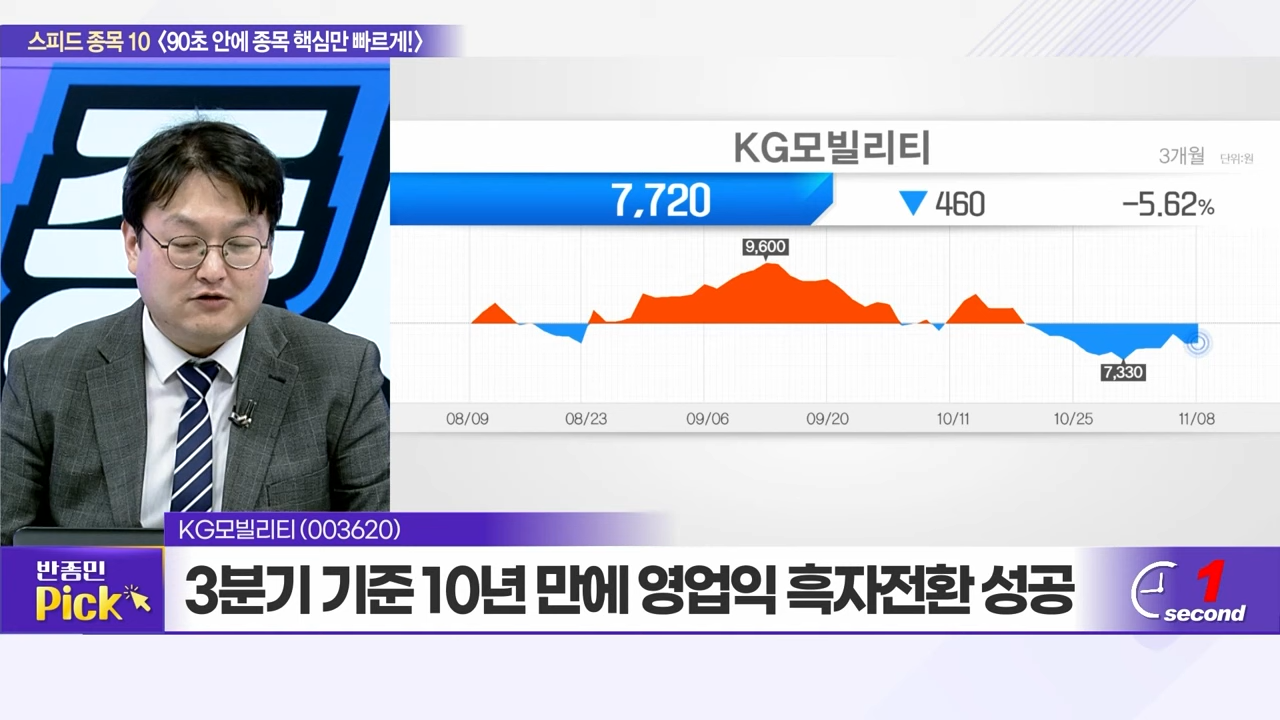 스피드 종목 10 〈90초 안에 종목 핵심만 빠르게!〉
KG모빌리티
3개월 단위:원
7,720 ▼ 460 -5.62%
9,600
7,330
08/09 08/23 09/06 09/20 10/11 10/25 11/08
KG모빌리티(003620)
반종민
Pick
3분기 기준 10년 만에 영업익 흑자전환 성공
1
second